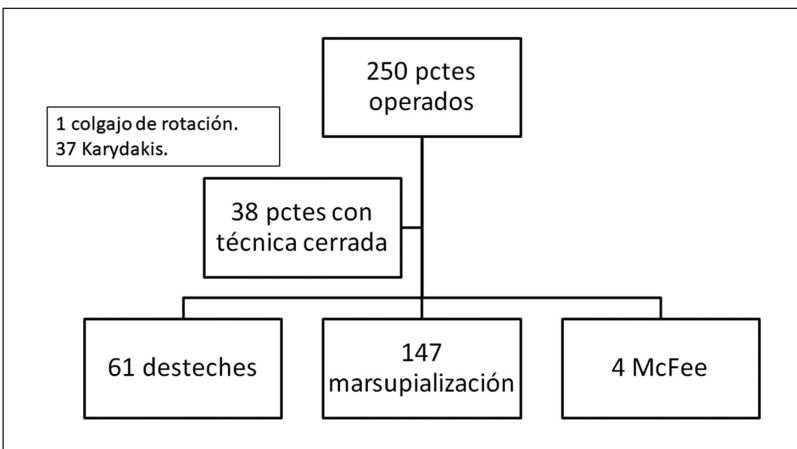 250 pctes
operados
1 colgajo de rotación.
37 Karydakis.
38 pctes con
técnica cerrada
61 desteches
147
marsupialización
4 McFee